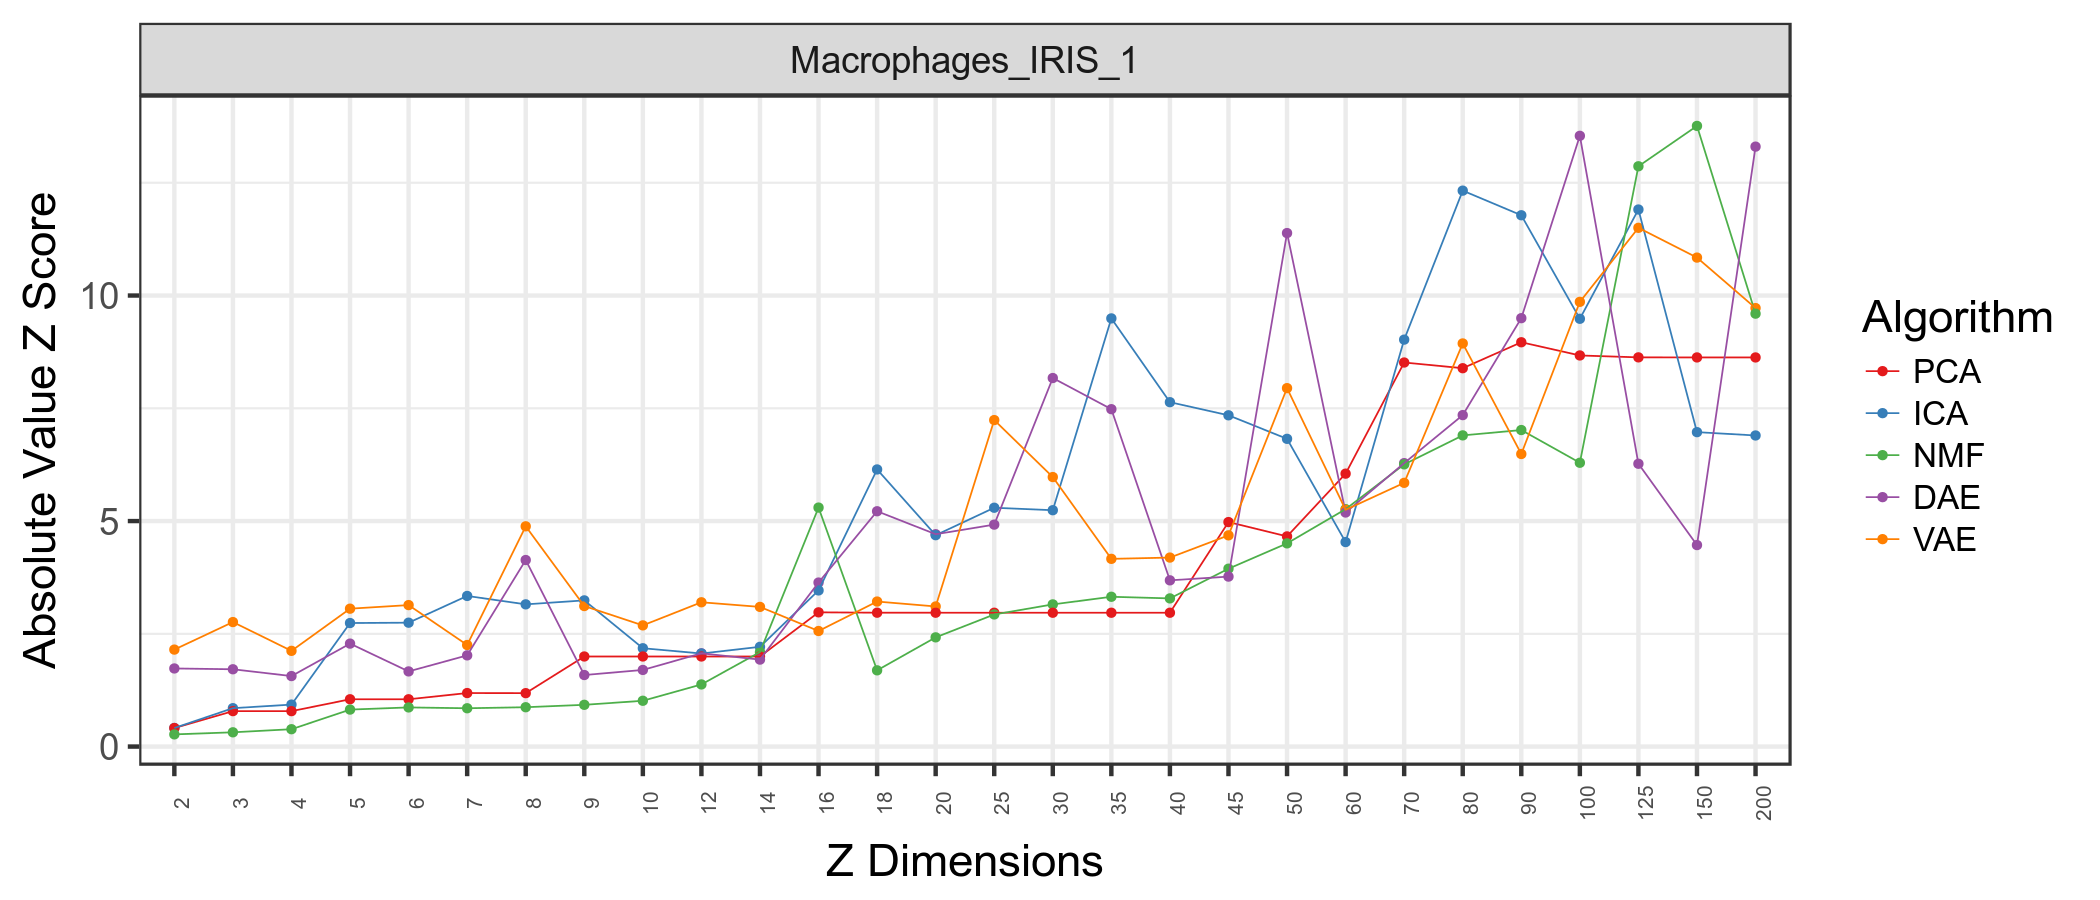 Macrophages_IRIS_1
Absolute Value Z Score
10
5
0
2 3 4 5 6 7 8 9 10 12 14 16 18 20 25 30 35 40 45 50 60 70 80 90 100 125 150 200
Z Dimensions
Algorithm
PCA
ICA
NMF
DAE
VAE